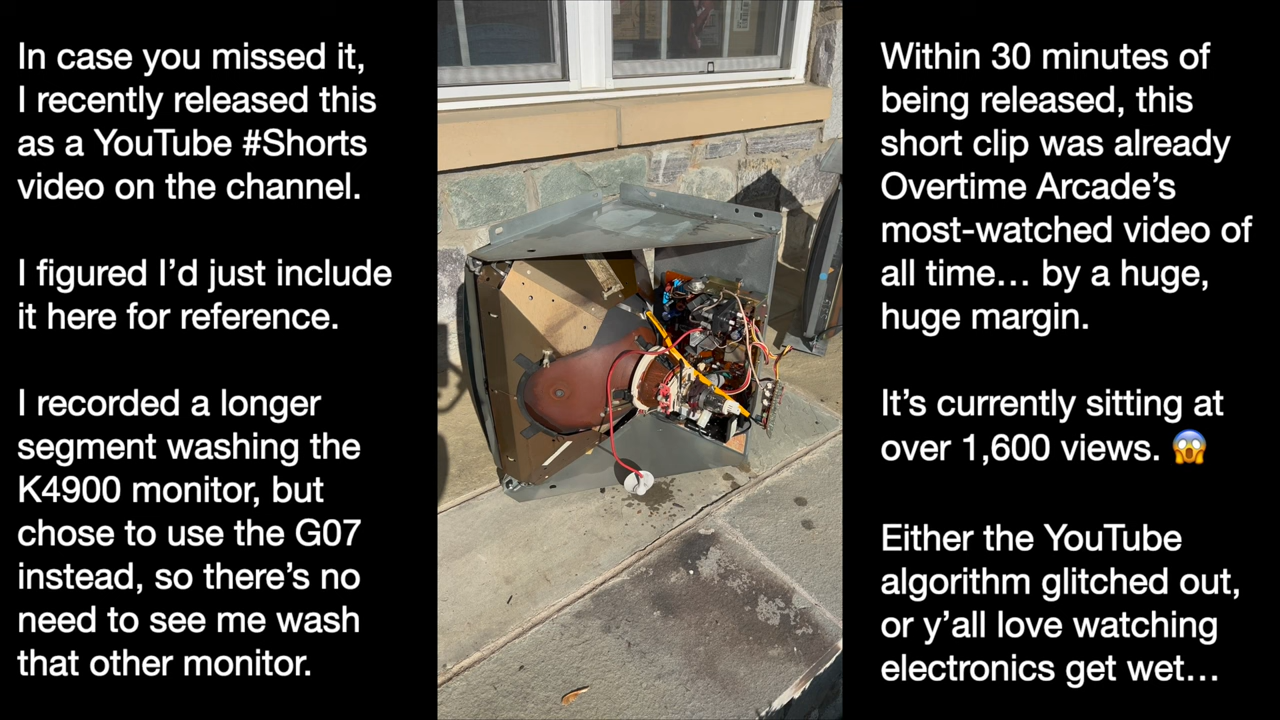 In case you missed it,
I recently released this
as a YouTube #Shorts
video on the channel.
I figured I’d just include
it here for reference.
I recorded a longer
segment washing the
K4900 monitor, but
chose to use the G07
instead, so there’s no
need to see me wash
that other monitor.
Within 30 minutes of
being released, this
short clip was already
Overtime Arcade’s
most-watched video of
all time… by a huge,
huge margin.
It’s currently sitting at
over 1,600 views. 😱
Either the YouTube
algorithm glitched out,
or y’all love watching
electronics get wet…